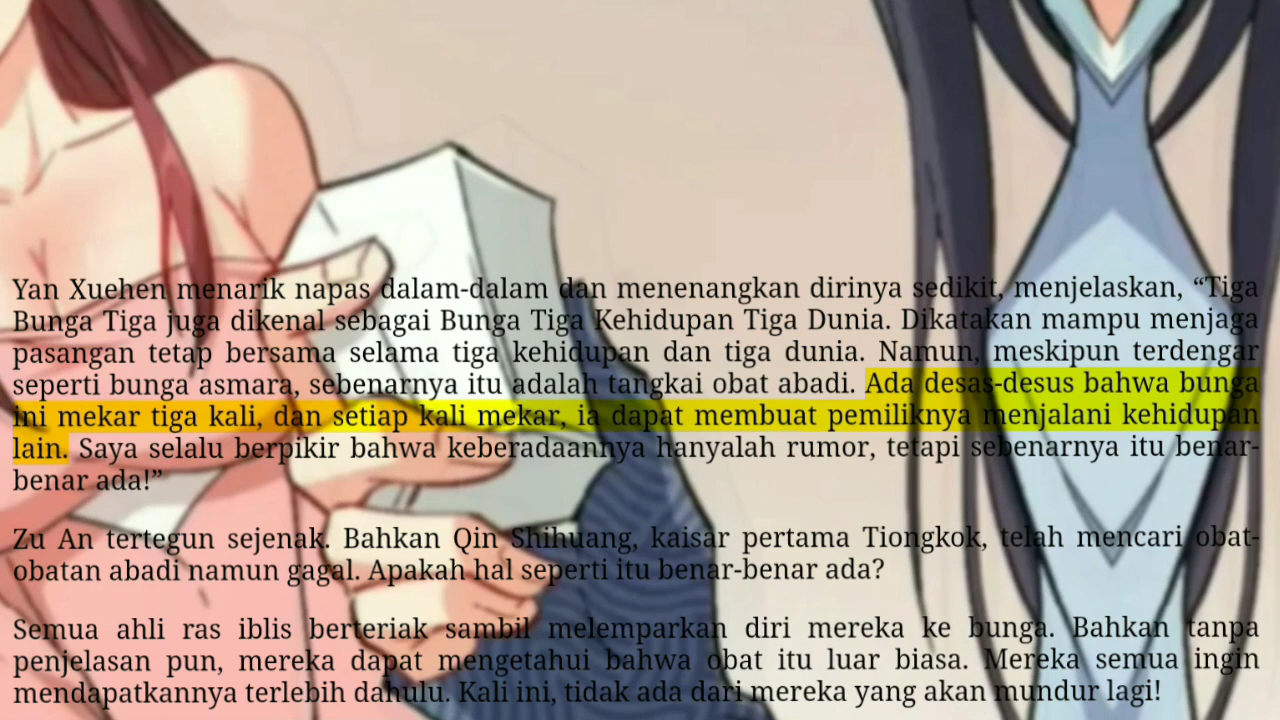 Yan Xuehen menarik napas dalam-dalam dan menenangkan dirinya sedikit, menjelaskan, “Tiga
Bunga Tiga juga dikenal sebagai Bunga Tiga Kehidupan Tiga Dunia. Dikatakan mampu menjaga
pasangan tetap bersama selama tiga kehidupan dan tiga dunia. Namun, meskipun terdengar
seperti bunga asmara, sebenarnya itu adalah tangkai obat abadi. Ada desas-desus bahwa bunga
ini mekar tiga kali, dan setiap kali mekar, ia dapat membuat pemiliknya menjalani kehidupan
lain. Saya selalu berpikir bahwa keberadaannya hanyalah rumor, tetapi sebenarnya itu benar-
benar ada!”
Zu An tertegun sejenak. Bahkan Qin Shihuang, kaisar pertama Tiongkok, telah mencari obat-
obatan abadi namun gagal. Apakah hal seperti itu benar-benar ada?
Semua ahli ras iblis berteriak sambil melemparkan diri mereka ke bunga. Bahkan tanpa
penjelasan pun, mereka dapat mengetahui bahwa obat itu luar biasa. Mereka semua ingin
mendapatkannya terlebih dahulu. Kali ini, tidak ada dari mereka yang akan mundur lagi!